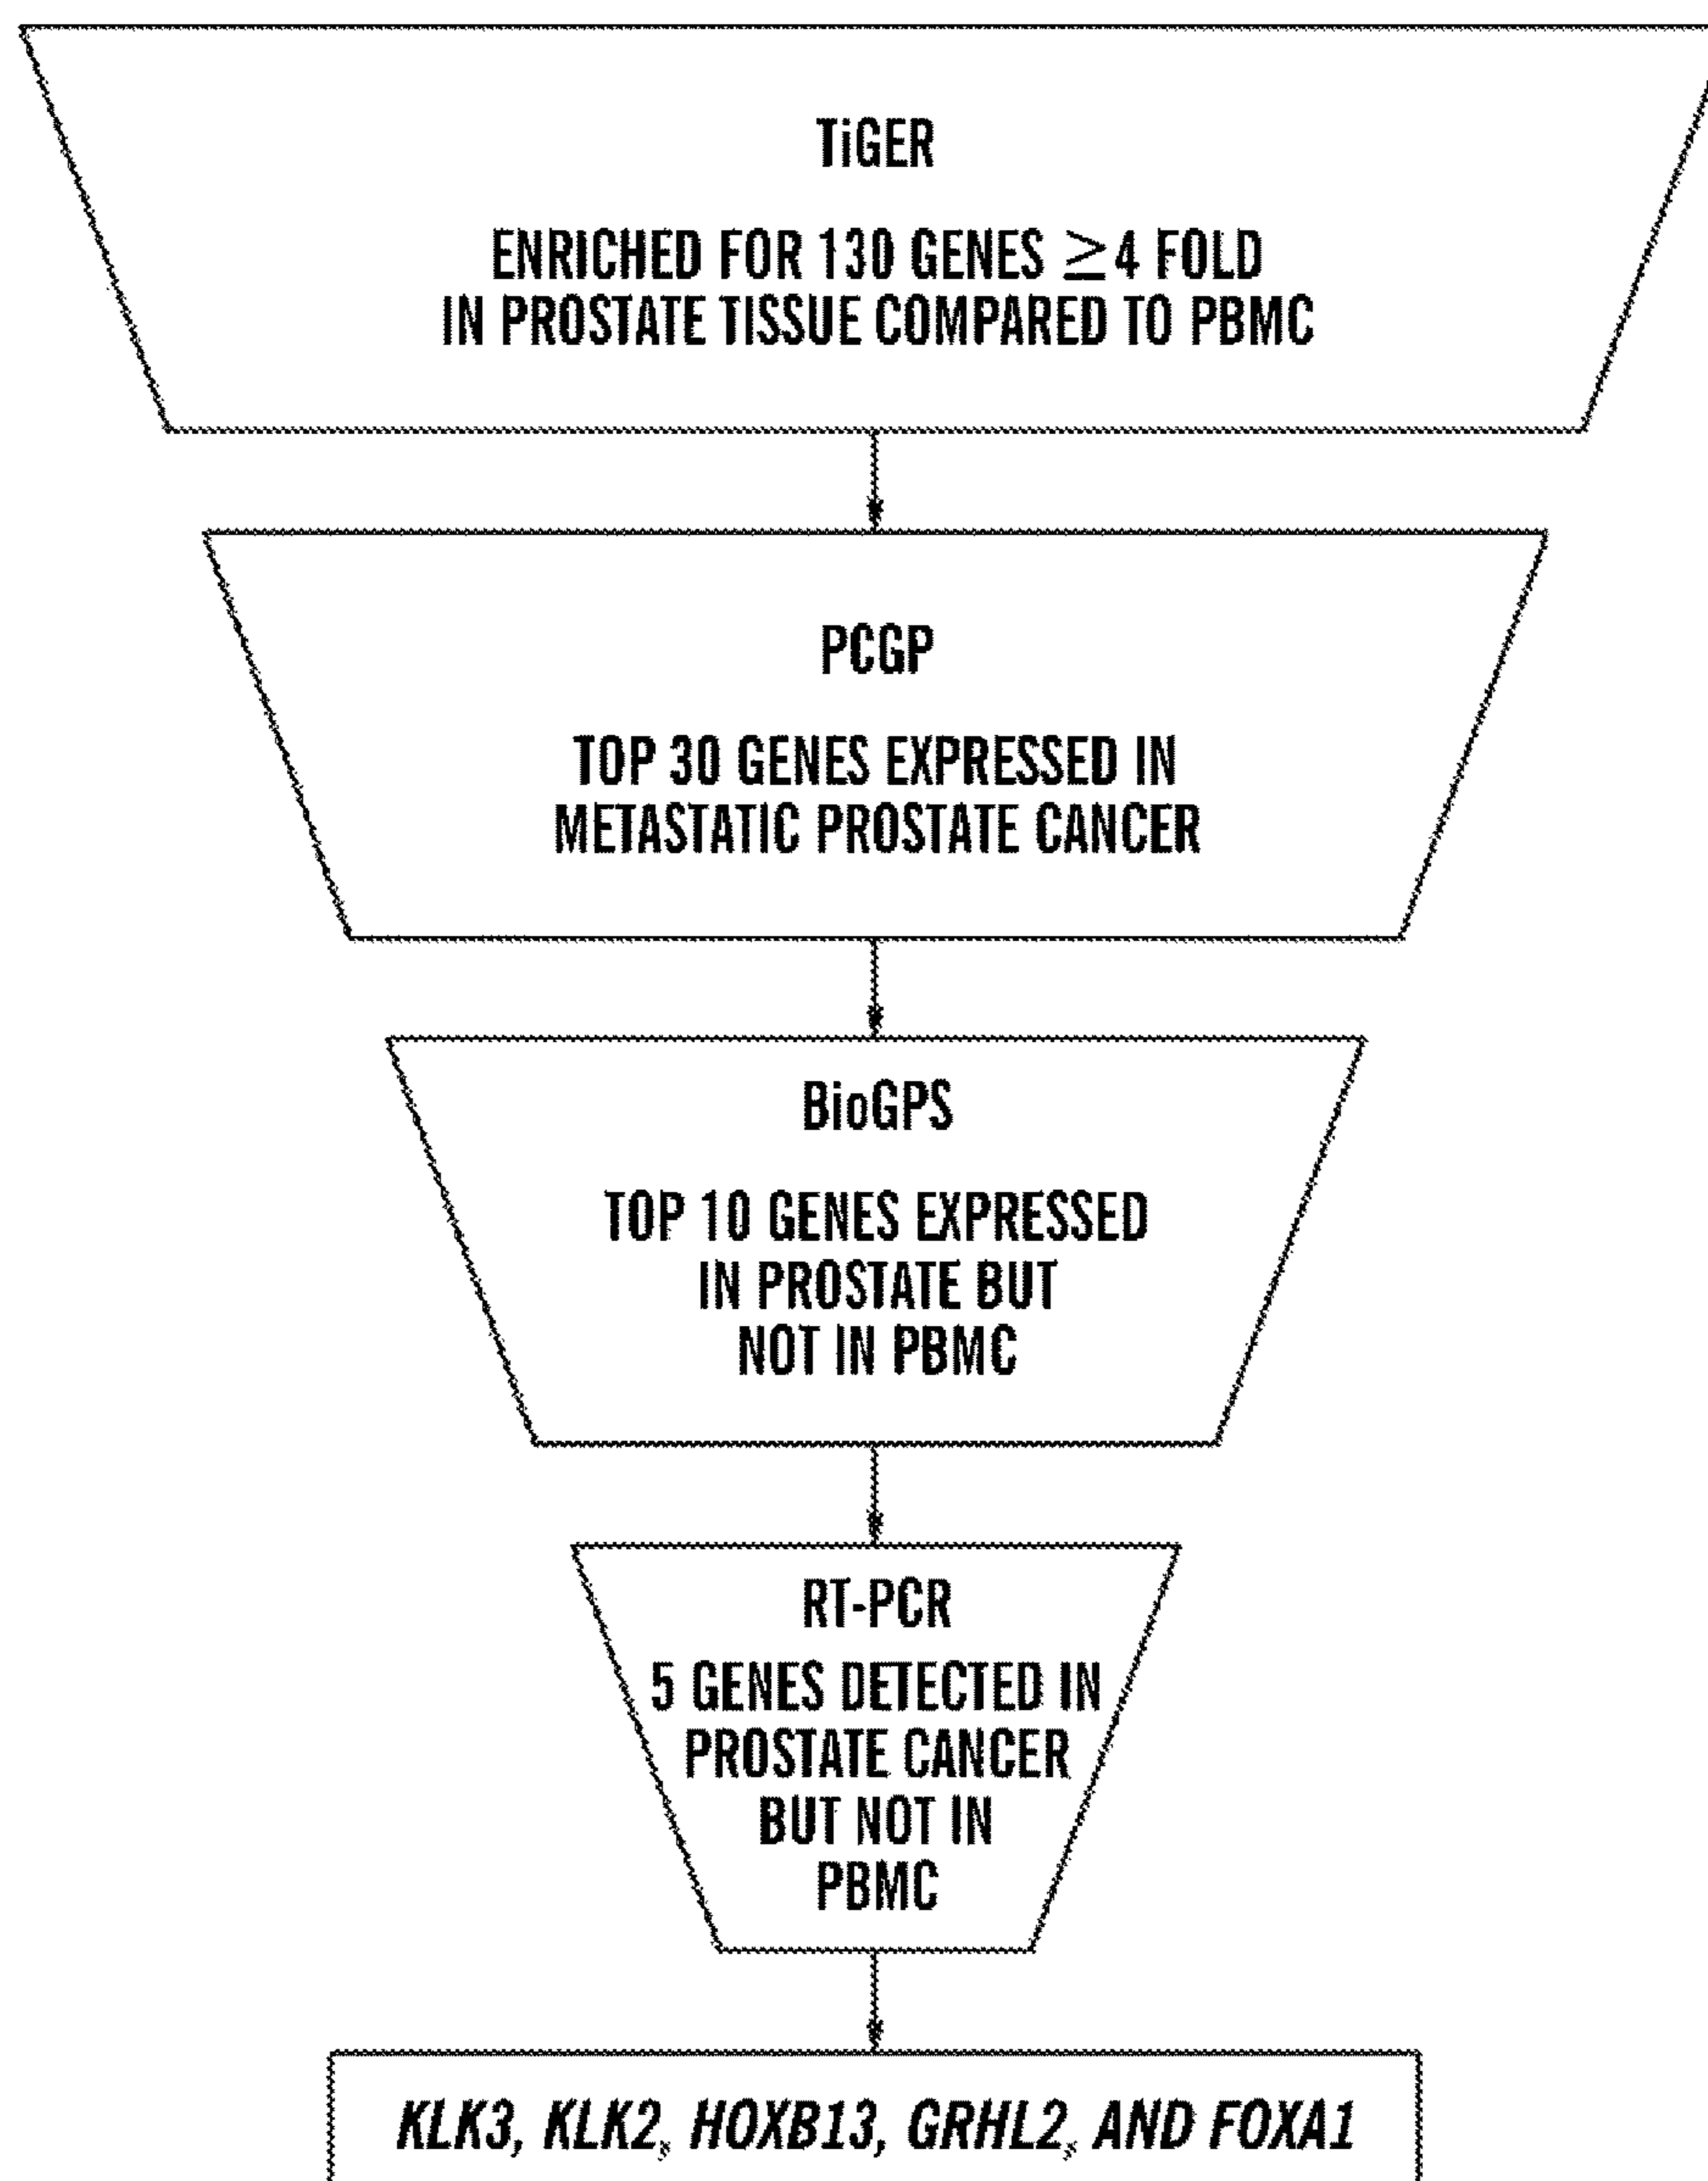 TiGER
ENRICHED FOR 130 GENES ≥4 FOLD
IN PROSTATE TISSUE COMPARED TO PBMC
PCGP
TOP 30 GENES EXPRESSED IN
METASTATIC PROSTATE CANCER
BioGPS
TOP 10 GENES EXPRESSED
IN PROSTATE BUT
NOT IN PBMC
RT-PCR
5 GENES DETECTED IN
PROSTATE CANCER
BUT NOT IN
PBMC
KLK3, KLK2, HOXB13, GRHL2, AND FOXA1